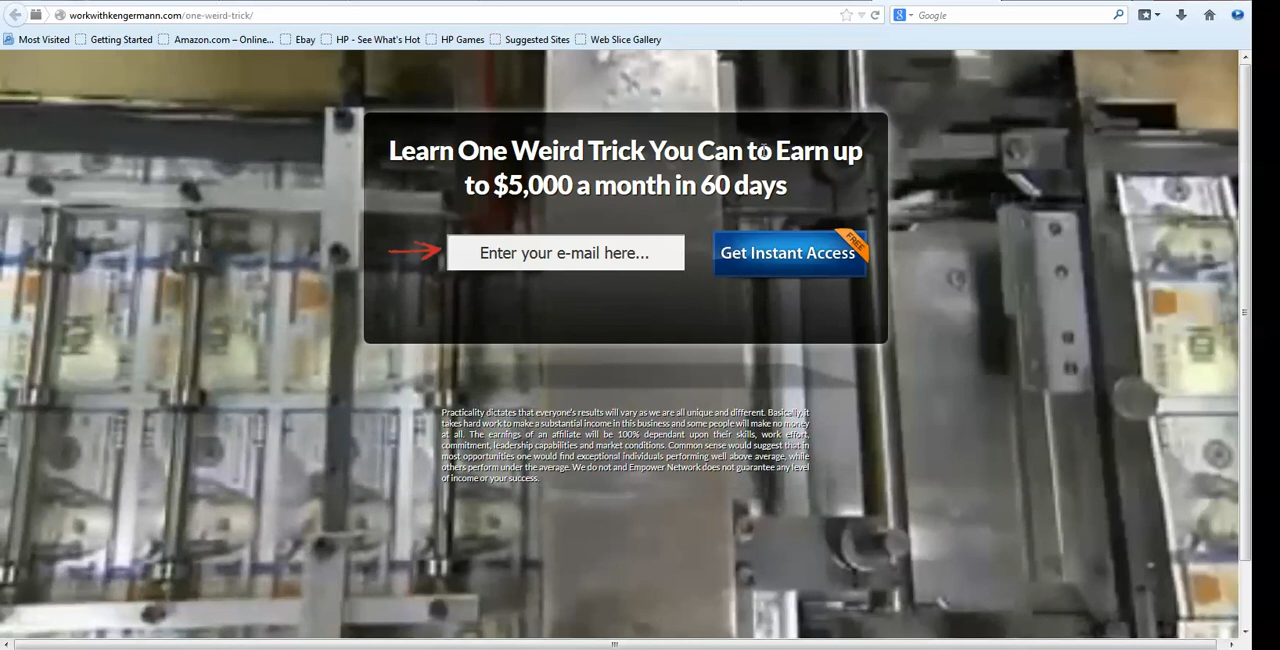 workwithkengermann.com/one-weird-trick/
Google
Most Visited Getting Started Amazon.com – Online... Ebay HP - See What's Hot HP Games Suggested Sites Web Slice Gallery
Learn One Weird Trick You Can to Earn up
to $5,000 a month in 60 days
Enter your e-mail here...
Get Instant Access
FREE
Practicality dictates that everyone's results will vary as we are all unique and different. Basically, it
takes hard work to make a substantial income in this business and some people will make no money
at all. The earnings of an affiliate will be 100% dependant upon their skills, work effort,
commitment, leadership capabilities and market conditions. Common sense would suggest that in
most opportunities one would find exceptional individuals performing well above average, while
others perform under the average. We do not and Empower Network does not guarantee any level
of income or your success.